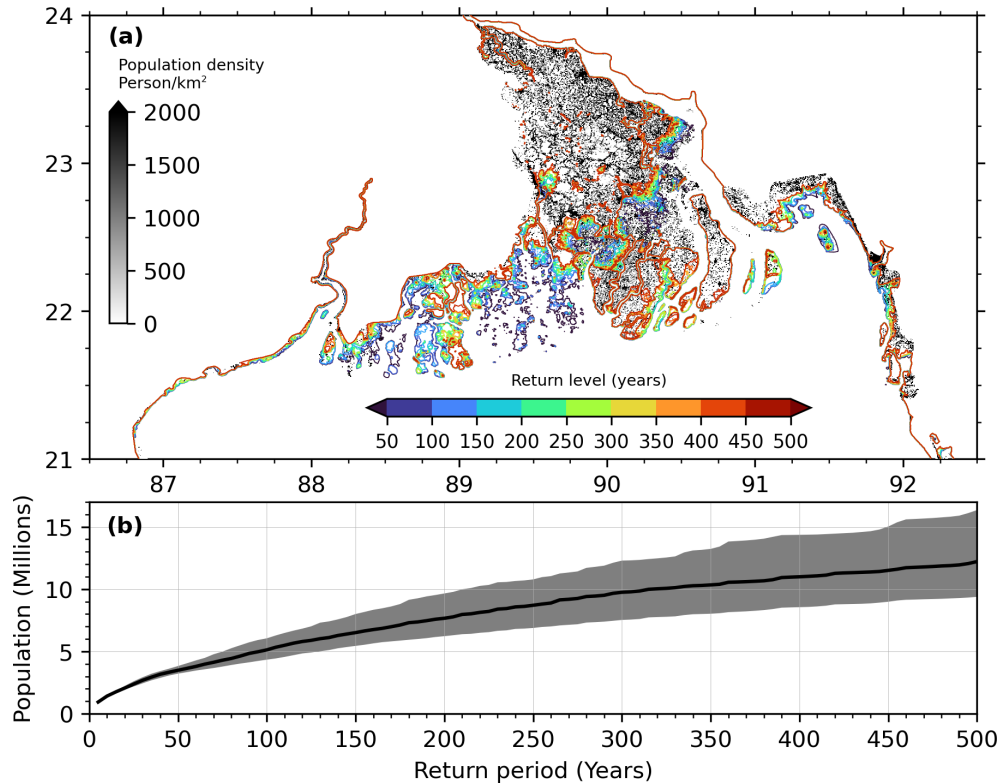 24
(a)
Population density
Person/km²
2000
1500
1000
500
0
23
22
21
Return level (years)
50 100 150 200 250 300 350 400 450 500
87 88 89 90 91 92
(b)
Population (Millions)
15
10
5
0
0 50 100 150 200 250 300 350 400 450 500
Return period (Years)